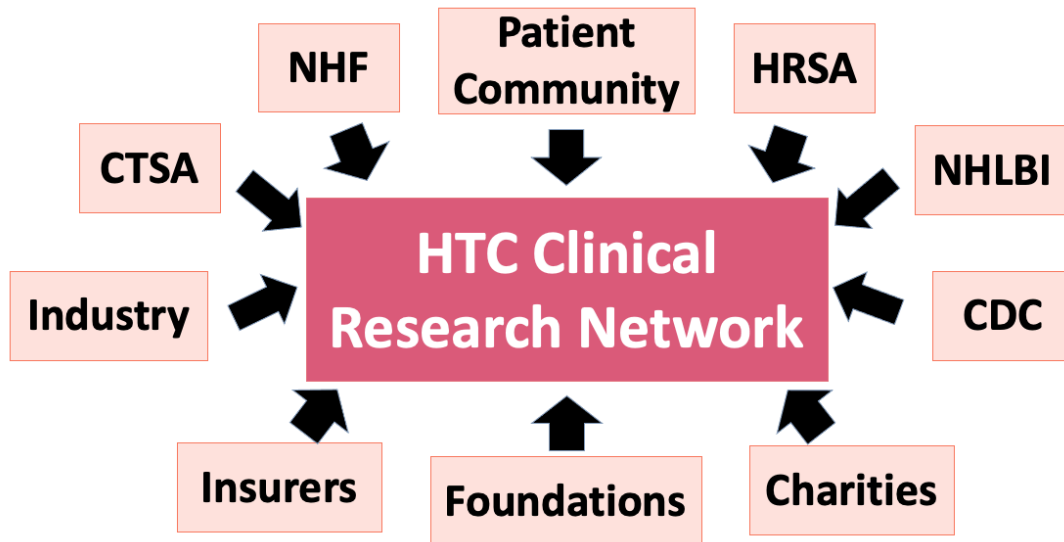 NHF
Patient
Community
HRSA
CTSA
NHLBI
HTC Clinical
Research Network
Industry
CDC
Insurers
Foundations
Charities